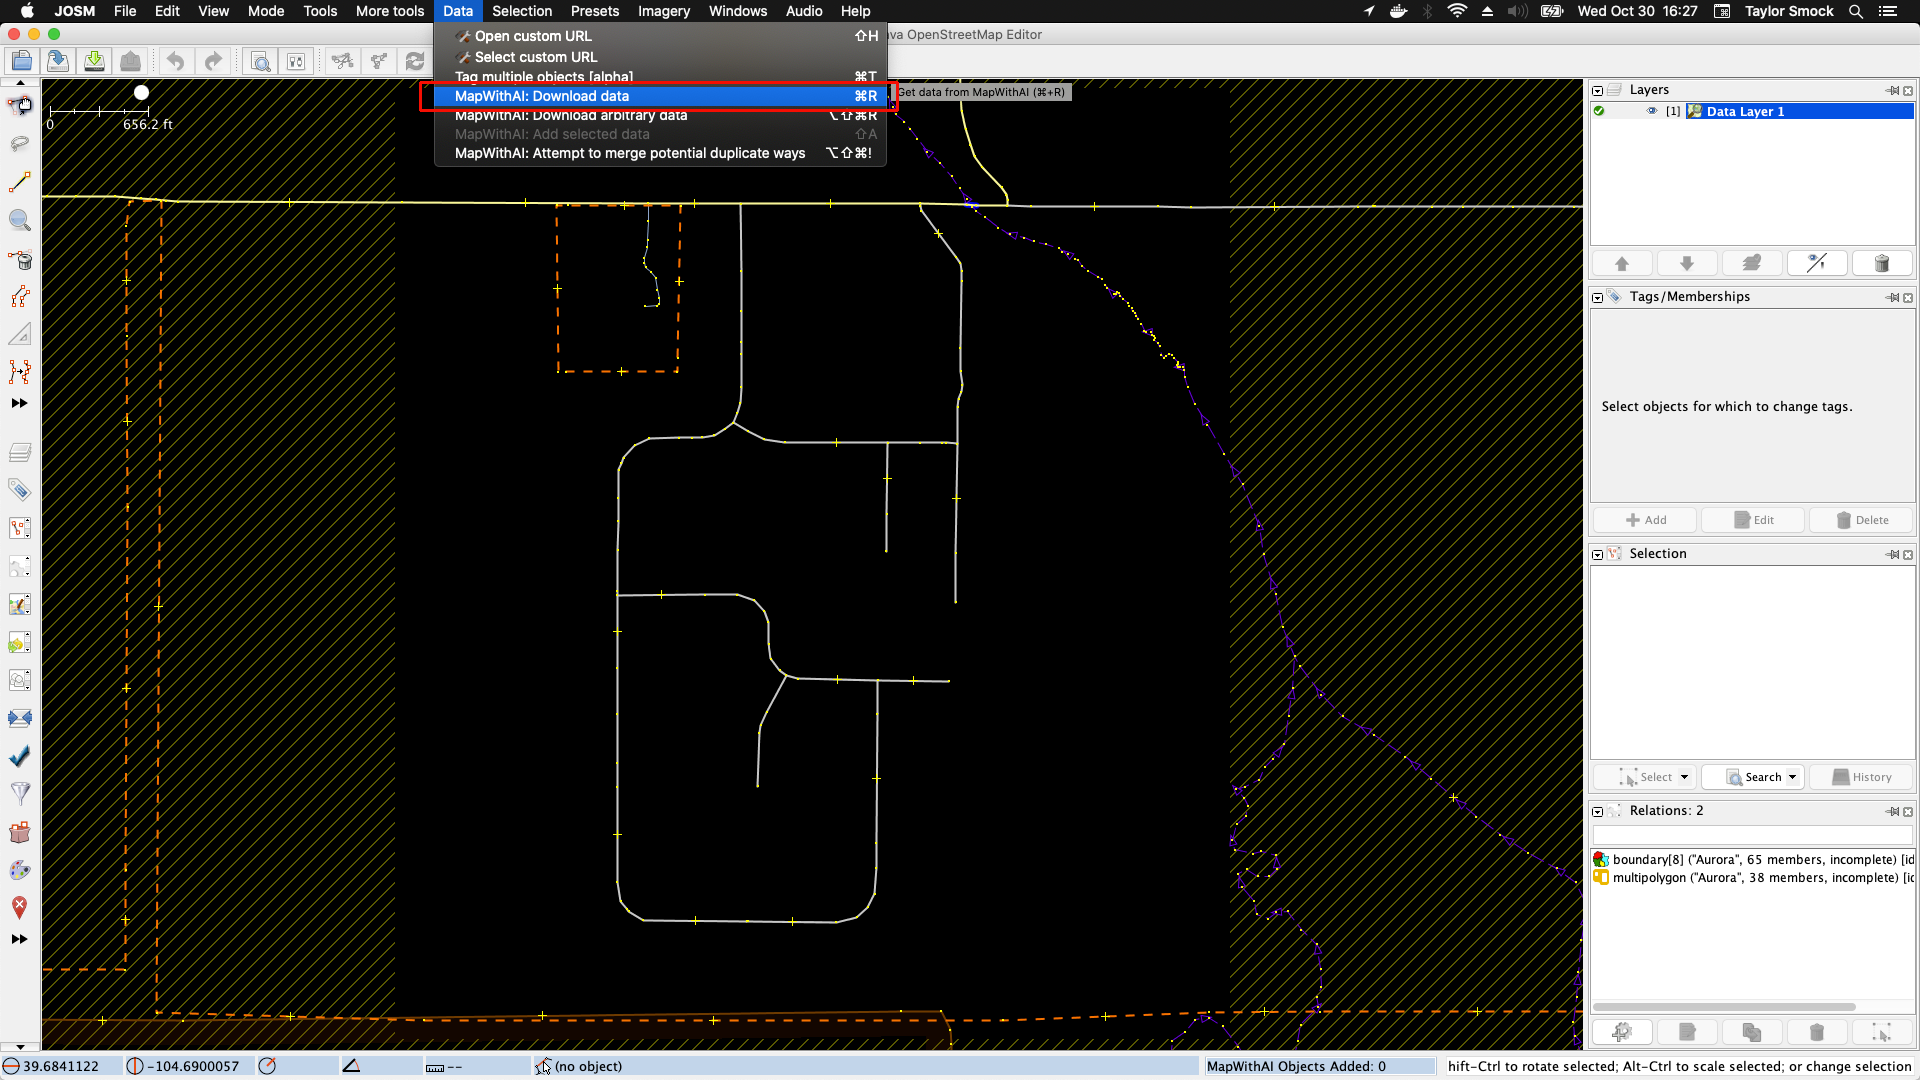 JOSM File Edit View Mode Tools More tools Data Selection Presets Imagery Windows Audio Help Wed Oct 30 16:27 Taylor Smock
ava OpenStreetMap Editor
Open custom URL ⇧H
Select custom URL
Tag multiple objects [alpha] ⌘T
MapWithAI: Download data ⌘R
Get data from MapWithAI (⌘+R)
MapWithAI: Download arbitrary data ⌥⇧⌘R
MapWithAI: Add selected data ⇧A
MapWithAI: Attempt to merge potential duplicate ways ⌥⇧⌘!
0 656.2 ft
Layers
[1] Data Layer 1
Tags/Memberships
Select objects for which to change tags.
Add Edit Delete
Selection
Select Search History
Relations: 2
boundary[8] ("Aurora", 65 members, incomplete) [id
multipolygon ("Aurora", 38 members, incomplete) [id
39.6841122 -104.6900057 -- (no object) MapWithAI Objects Added: 0 hift-Ctrl to rotate selected; Alt-Ctrl to scale selected; or change selection